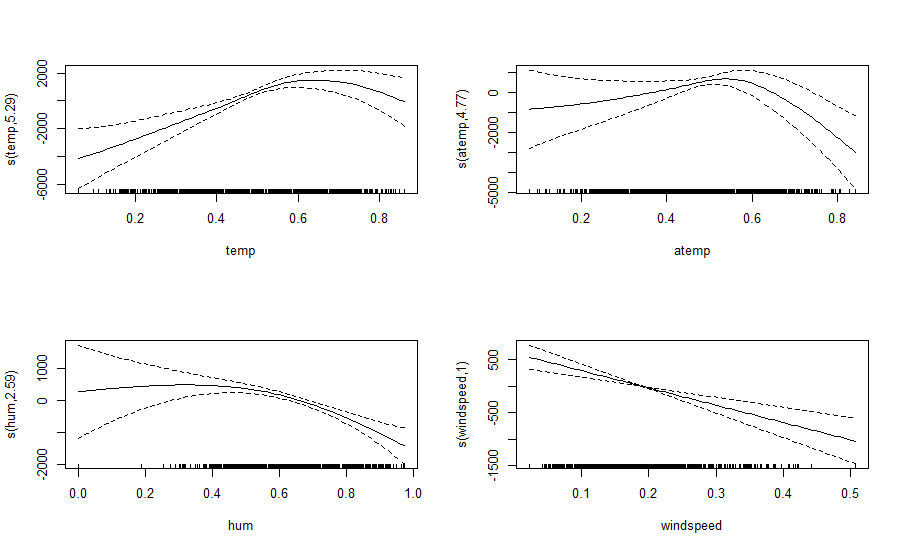 s(temp,5.29)
2000
-2000
-6000
0.2 0.4 0.6 0.8
temp
s(atemp,4.77)
0
-2000
-5000
0.2 0.4 0.6 0.8
atemp
s(hum,2.59)
1000
0
-2000
0.0 0.2 0.4 0.6 0.8 1.0
hum
s(windspeed,1)
500
-500
-1500
0.1 0.2 0.3 0.4 0.5
windspeed